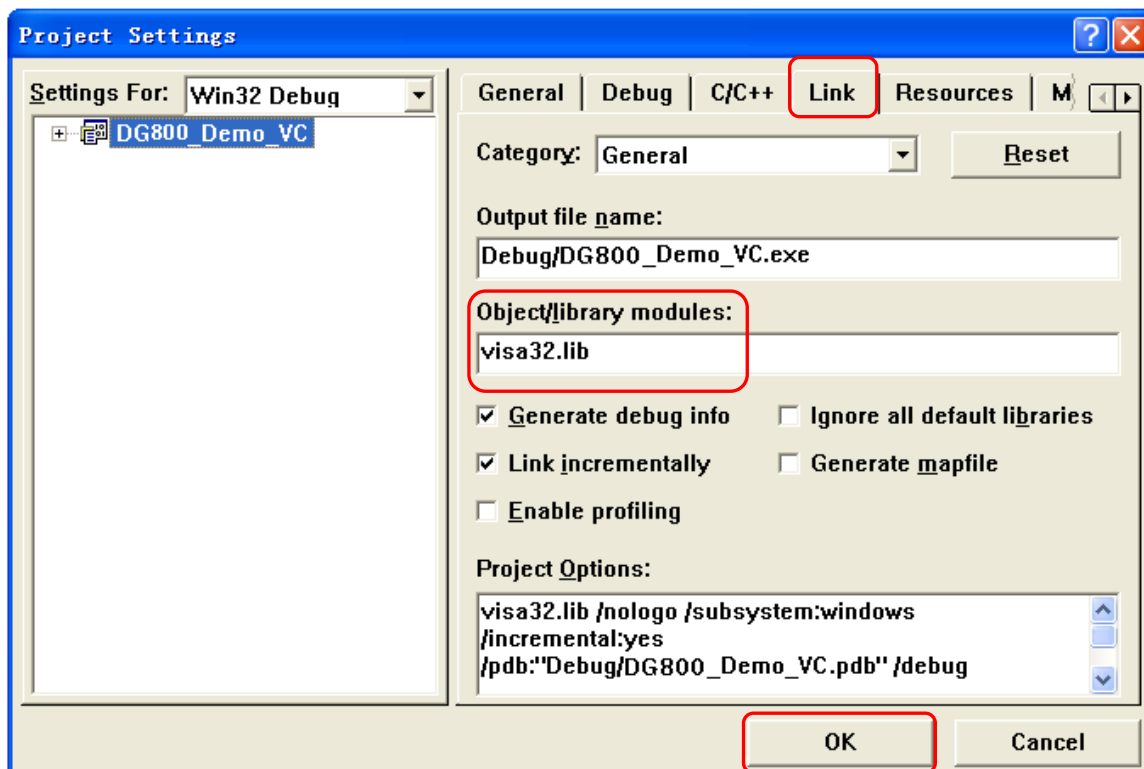 Project Settings
Settings For: Win32 Debug
DG800_Demo_VC
General Debug C/C++ Link Resources M
Category: General Reset
Output file name:
Debug/DG800_Demo_VC.exe
Object/library modules:
visa32.lib
Generate debug info Ignore all default libraries
Link incrementally Generate mapfile
Enable profiling
Project Options:
visa32.lib /nologo /subsystem:windows
/incremental:yes
/pdb:"Debug/DG800_Demo_VC.pdb" /debug
OK Cancel